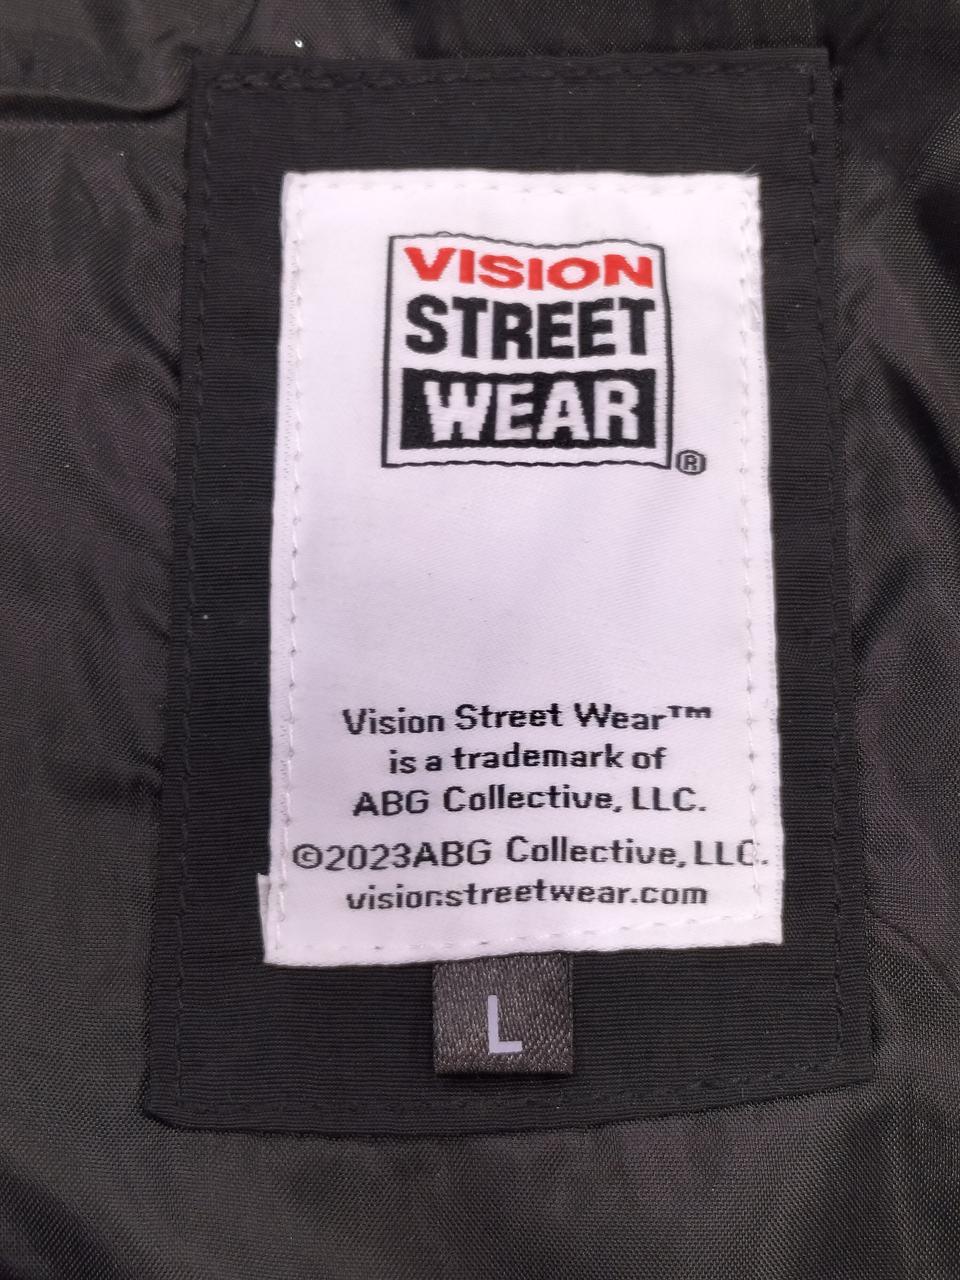 VISION
STREET
WEAR
®
Vision Street Wear™
is a trademark of
ABG Collective, LLC.
©2023ABG Collective, LLC.
visionstreetwear.com
L